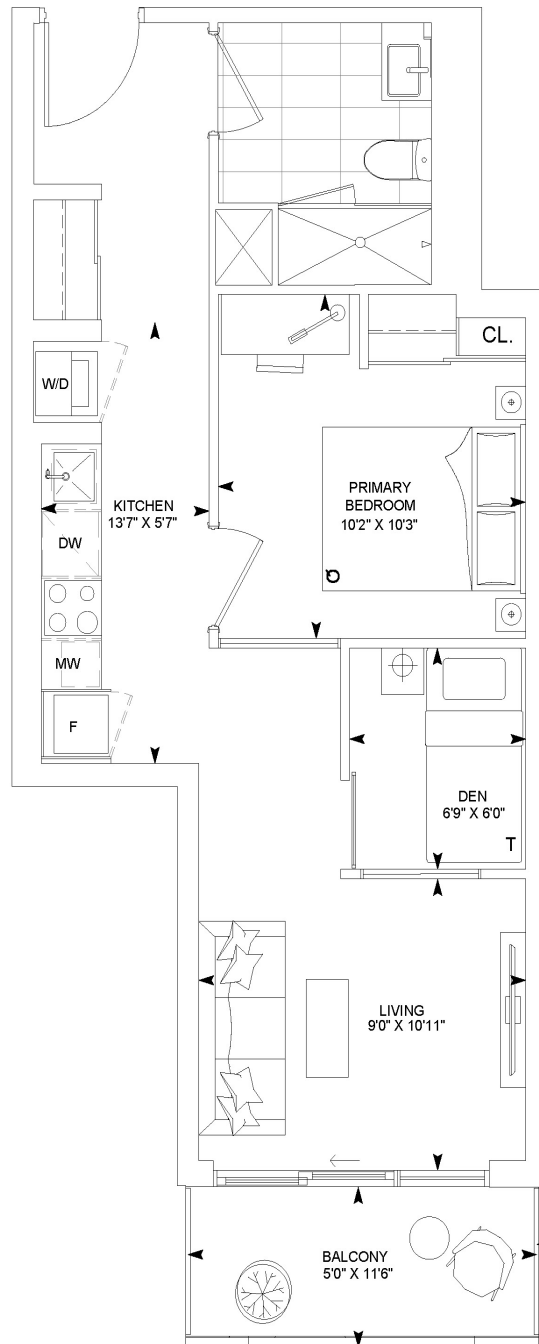 CL.
W/D
PRIMARY
BEDROOM
10'2" X 10'3"
KITCHEN
13'7" X 5'7"
DW
Q
MW
F
DEN
6'9" X 6'0"
T
LIVING
9'0" X 10'11"
BALCONY
5'0" X 11'6"